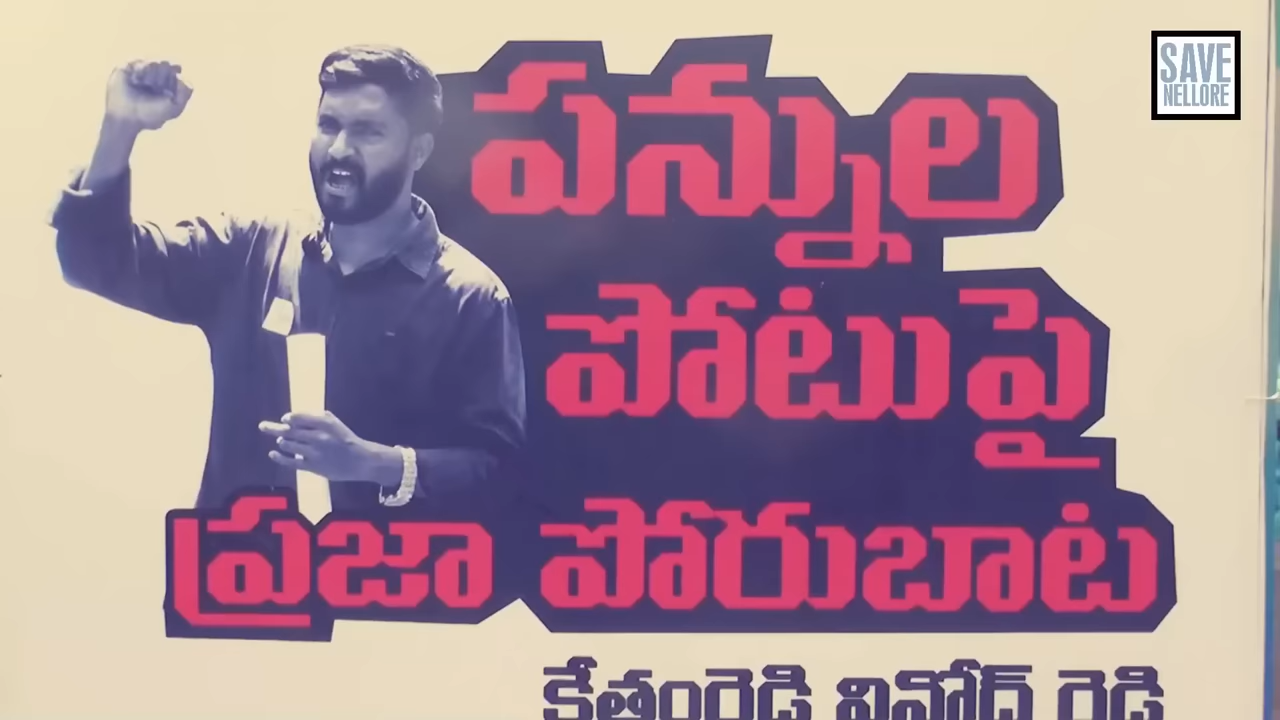 SAVE
NELLORE
పన్నుల
పోటుపై
ప్రజా పోరుబాట
కేతంరెడ్డి వినోద్ రెడ్డి